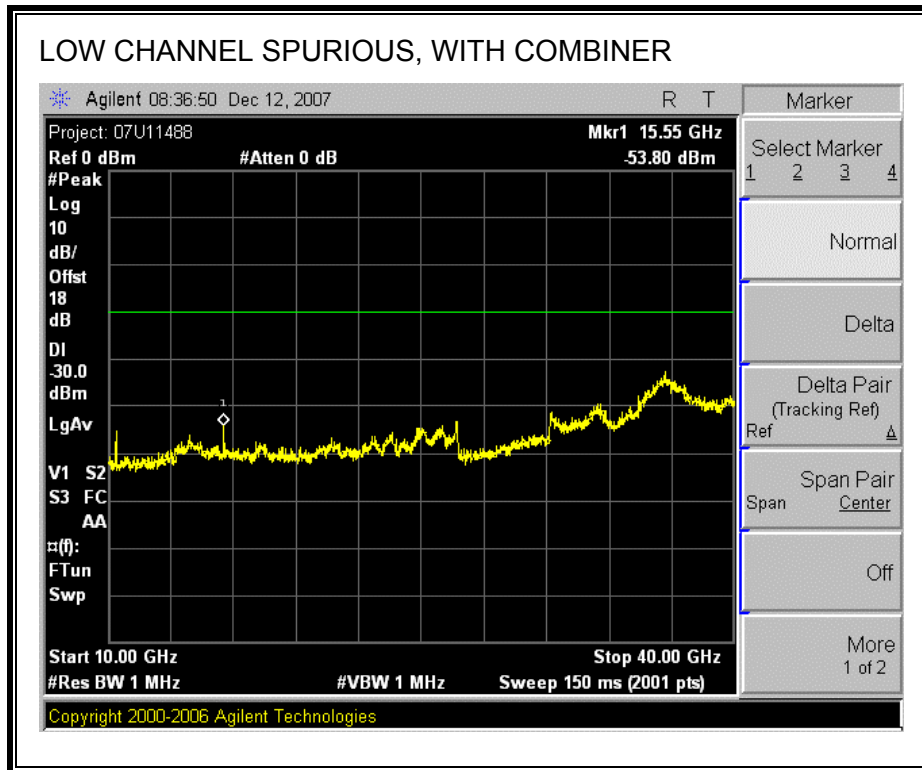 LOW CHANNEL SPURIOUS, WITH COMBINER
Agilent 08:36:50 Dec 12, 2007 R T
Project: 07U11488 Mkr1 15.55 GHz
Ref 0 dBm #Atten 0 dB -53.80 dBm
#Peak
Log
10
dB/
Offst
18
dB
DI
-30.0
dBm
LgAv
1
V1 S2
S3 FC
AA
¤(f):
FTun
Swp
Start 10.00 GHz Stop 40.00 GHz
#Res BW 1 MHz #VBW 1 MHz Sweep 150 ms (2001 pts)
Copyright 2000-2006 Agilent Technologies
Marker
Select Marker
1 2 3 4
Normal
Delta
Delta Pair
(Tracking Ref)
Ref Δ
Span Pair
Span Center
Off
More
1 of 2